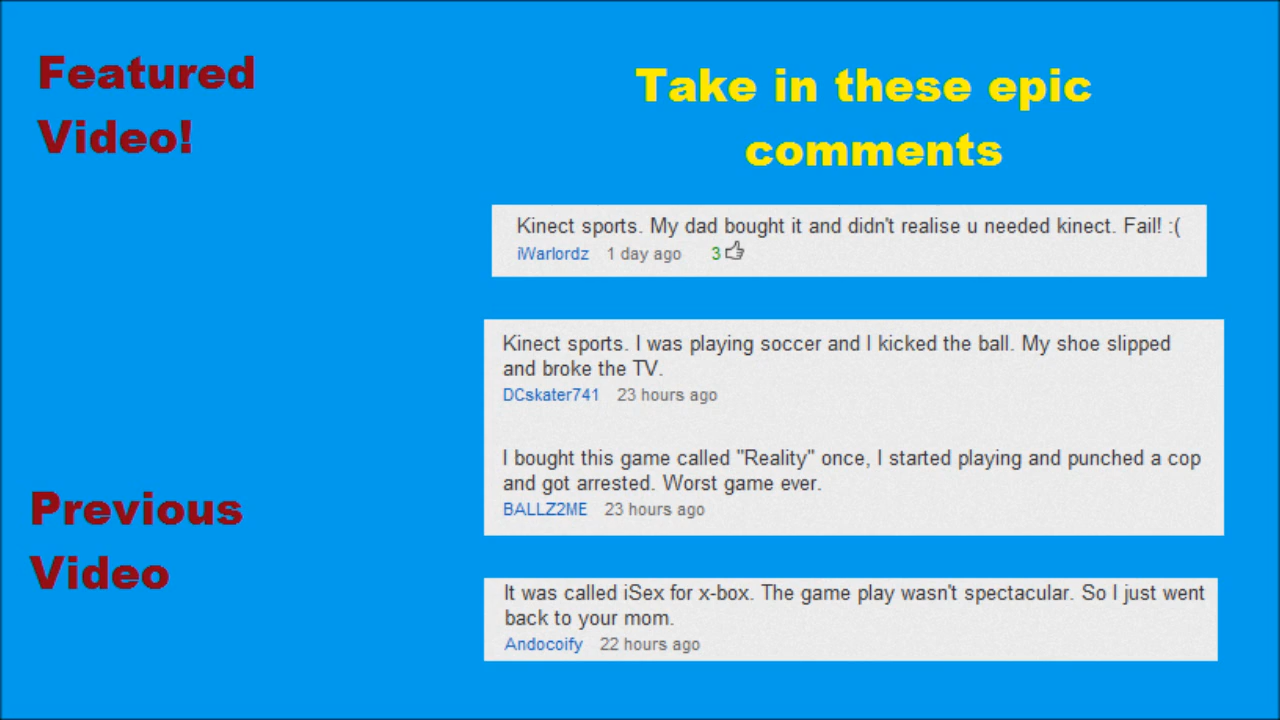 Featured
Video!
Take in these epic
comments
Kinect sports. My dad bought it and didn't realise u needed kinect. Fail! :(
iWarlordz 1 day ago 3
Kinect sports. I was playing soccer and I kicked the ball. My shoe slipped
and broke the TV.
DCskater741 23 hours ago
I bought this game called "Reality" once, I started playing and punched a cop
and got arrested. Worst game ever.
BALLZ2ME 23 hours ago
Previous
Video
It was called iSex for x-box. The game play wasn't spectacular. So I just went
back to your mom.
Andocoify 22 hours ago